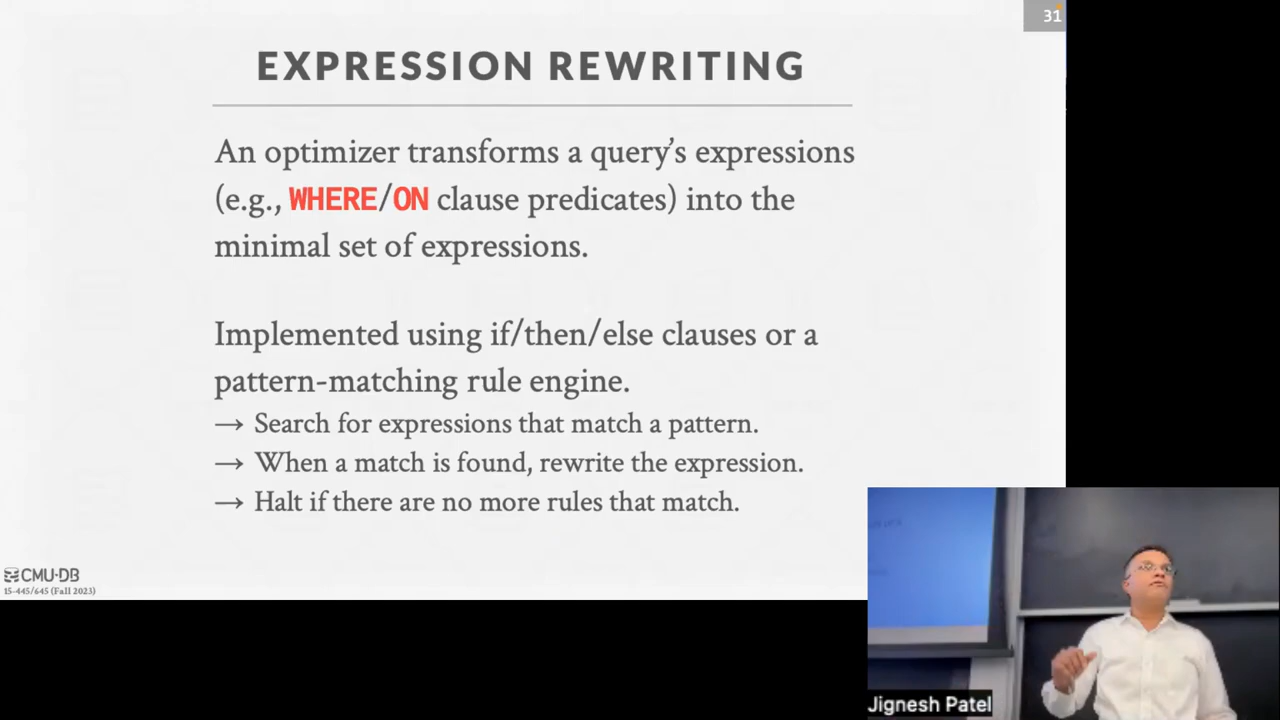 31
EXPRESSION REWRITING
An optimizer transforms a query's expressions
(e.g., WHERE/ON clause predicates) into the
minimal set of expressions.
Implemented using if/then/else clauses or a
pattern-matching rule engine.
→ Search for expressions that match a pattern.
→ When a match is found, rewrite the expression.
→ Halt if there are no more rules that match.
CMU·DB
15-445/645 (Fall 2023)
Jignesh Patel